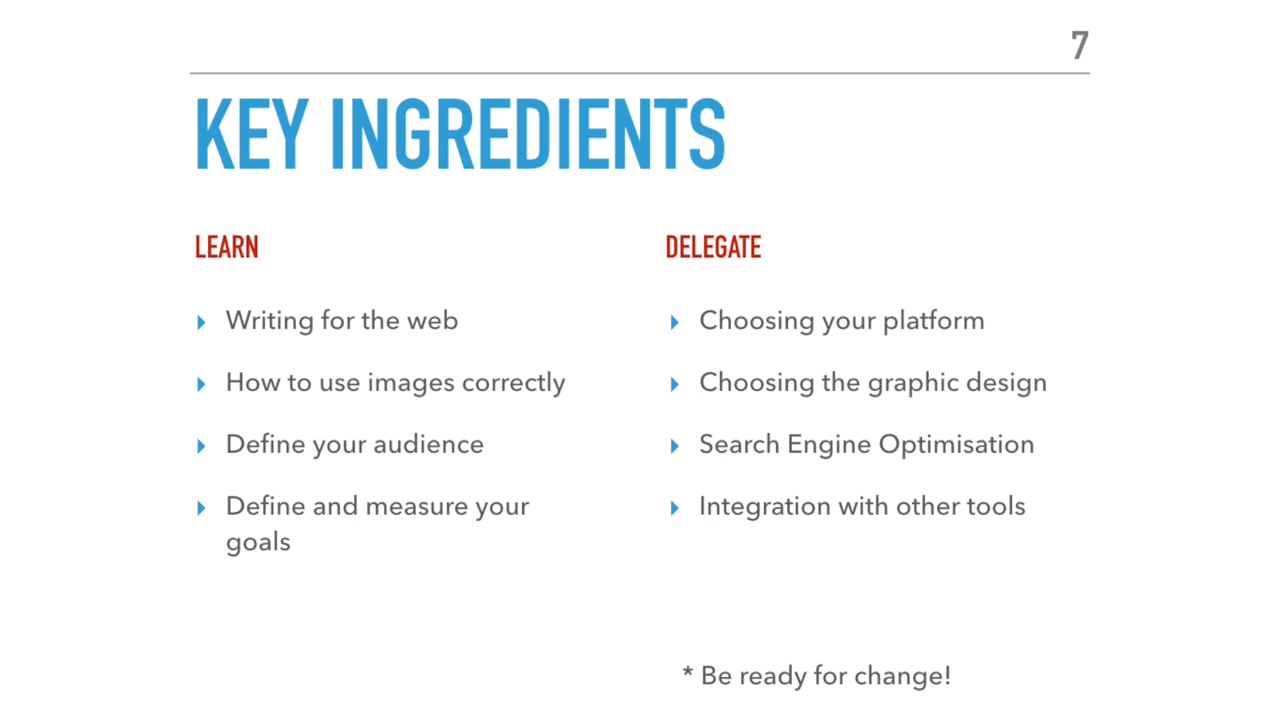 7
KEY INGREDIENTS
LEARN
Writing for the web
How to use images correctly
Define your audience
Define and measure your
goals
DELEGATE
Choosing your platform
Choosing the graphic design
Search Engine Optimisation
Integration with other tools
* Be ready for change!